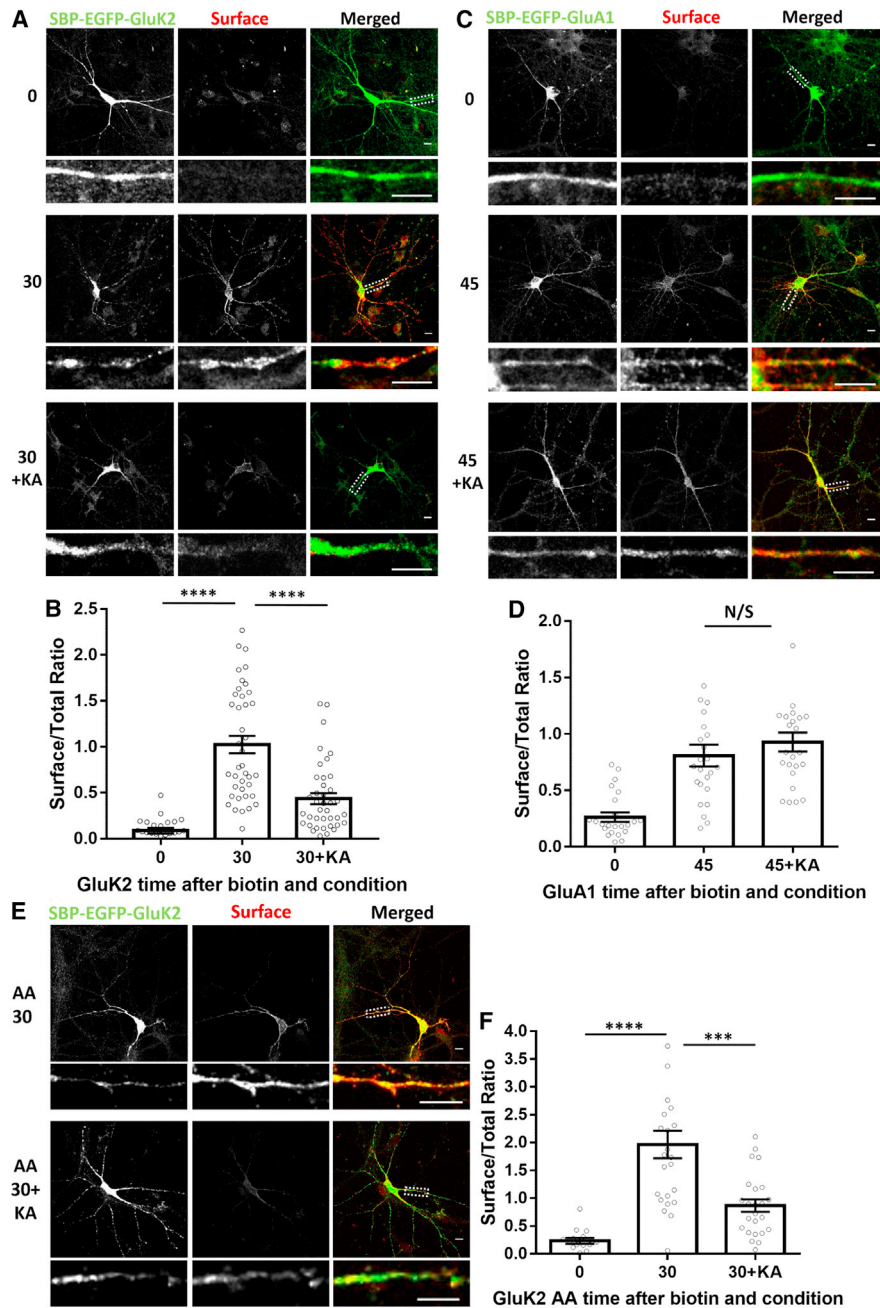 A
SBP-EGFP-GluK2 Surface Merged
0
30
30
+KA
C
SBP-EGFP-GluA1 Surface Merged
0
45
45
+KA
B
**** ****
Surface/Total Ratio
2.5
2.0
1.5
1.0
0.5
0.0
0 30 30+KA
GluK2 time after biotin and condition
D
N/S
Surface/Total Ratio
2.0
1.5
1.0
0.5
0.0
0 45 45+KA
GluA1 time after biotin and condition
E
SBP-EGFP-GluK2 Surface Merged
AA
30
AA
30+
KA
F
**** ***
Surface/Total Ratio
4.0
3.5
3.0
2.5
2.0
1.5
1.0
0.5
0.0
0 30 30+KA
GluK2 AA time after biotin and condition